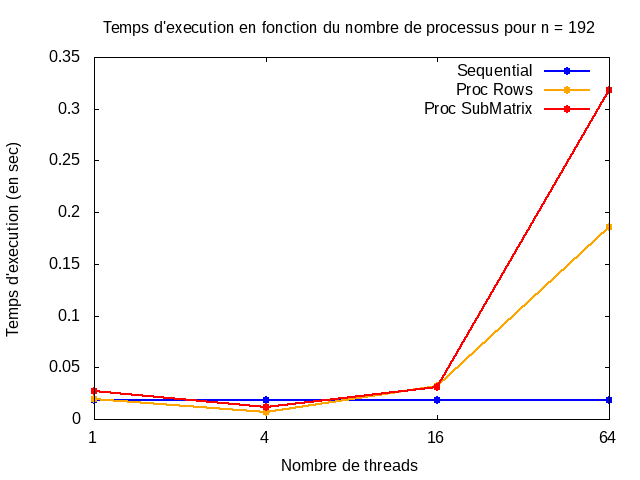 Temps d'execution en fonction du nombre de processus pour n = 192
Sequential
Proc Rows
Proc SubMatrix
Temps d'execution (en sec)
0.35
0.3
0.25
0.2
0.15
0.1
0.05
0
1 4 16 64
Nombre de threads